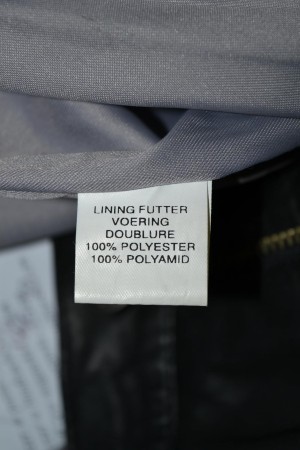 LINING FUTTER
VOERING
DOUBLURE
100% POLYESTER
100% POLYAMID